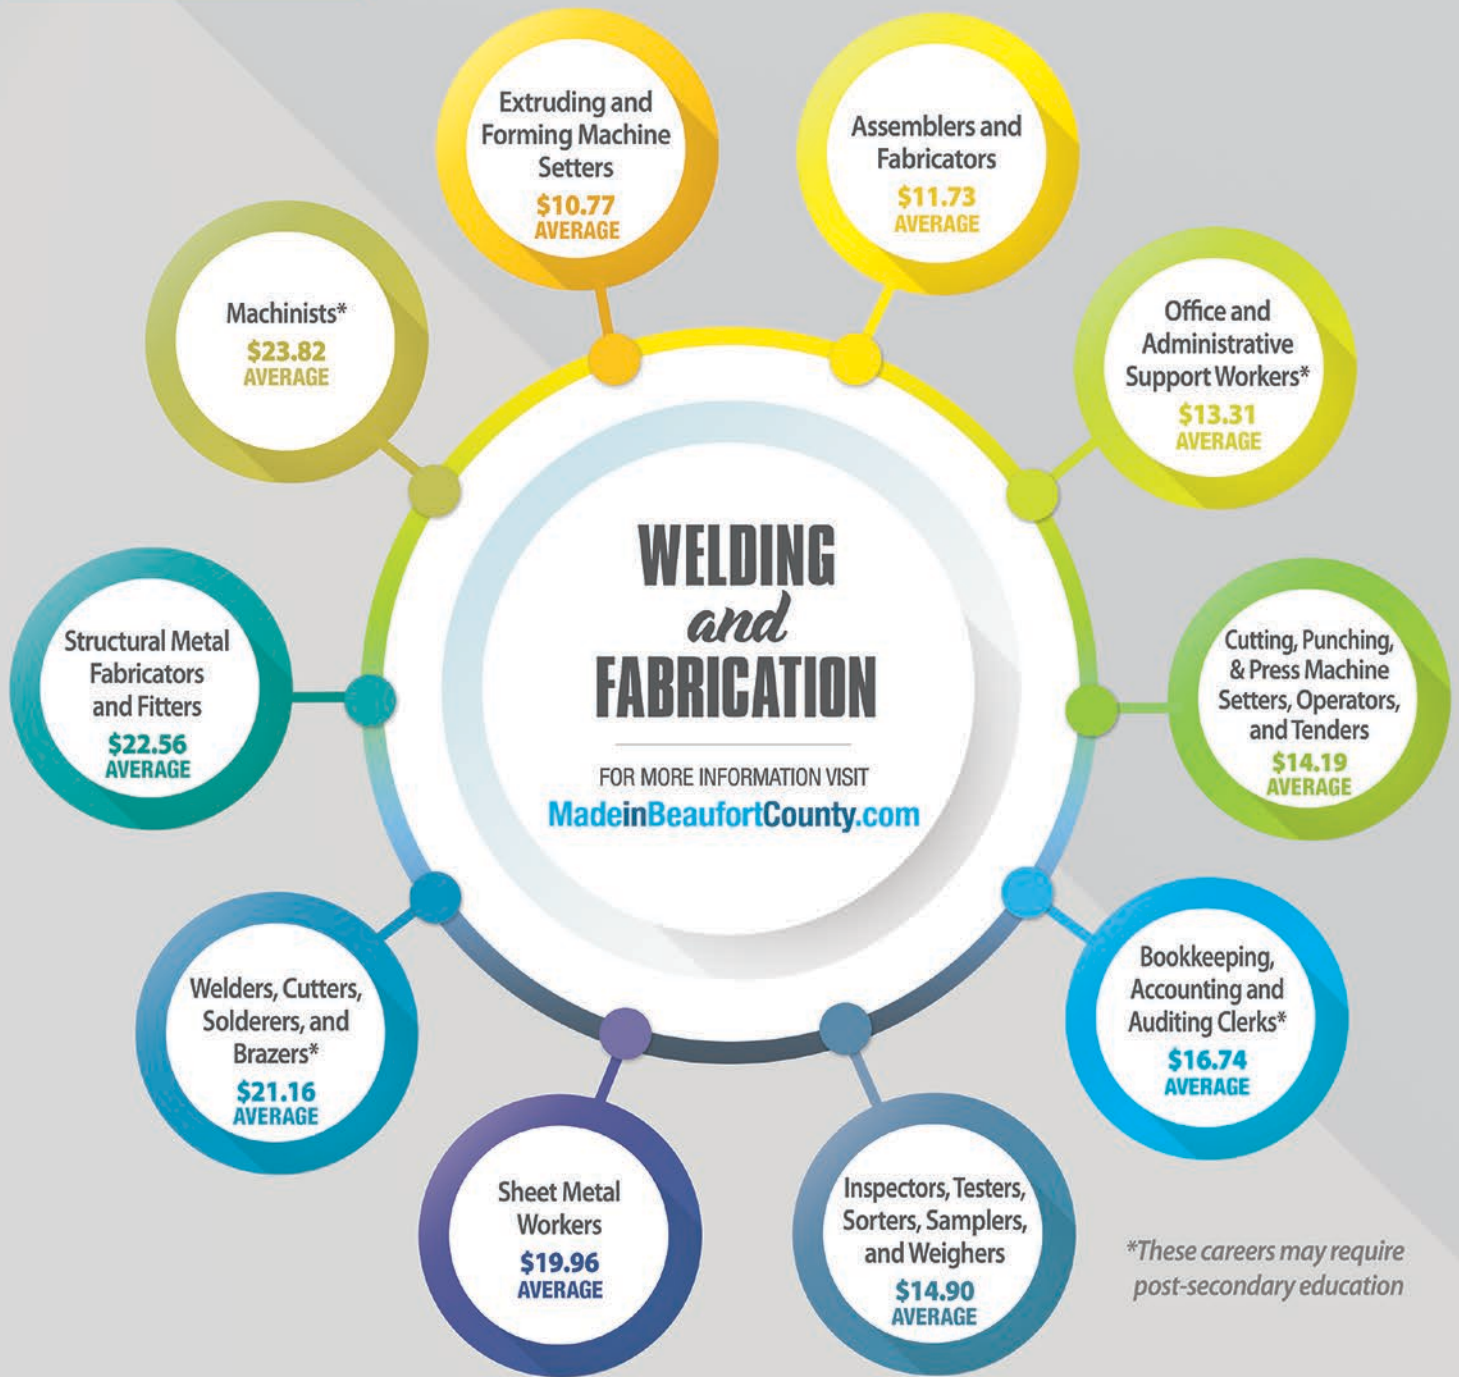 Extruding and
Forming Machine
Setters
$10.77
AVERAGE
Assemblers and
Fabricators
$11.73
AVERAGE
Office and
Administrative
Support Workers*
$13.31
AVERAGE
Cutting, Punching,
& Press Machine
Setters, Operators,
and Tenders
$14.19
AVERAGE
Bookkeeping,
Accounting and
Auditing Clerks*
$16.74
AVERAGE
Inspectors, Testers,
Sorters, Samplers,
and Weighers
$14.90
AVERAGE
Sheet Metal
Workers
$19.96
AVERAGE
Welders, Cutters,
Solderers, and
Brazers*
$21.16
AVERAGE
Structural Metal
Fabricators
and Fitters
$22.56
AVERAGE
Machinists*
$23.82
AVERAGE
WELDING
and
FABRICATION
FOR MORE INFORMATION VISIT
MadeinBeaufortCounty.com
*These careers may require
post-secondary education